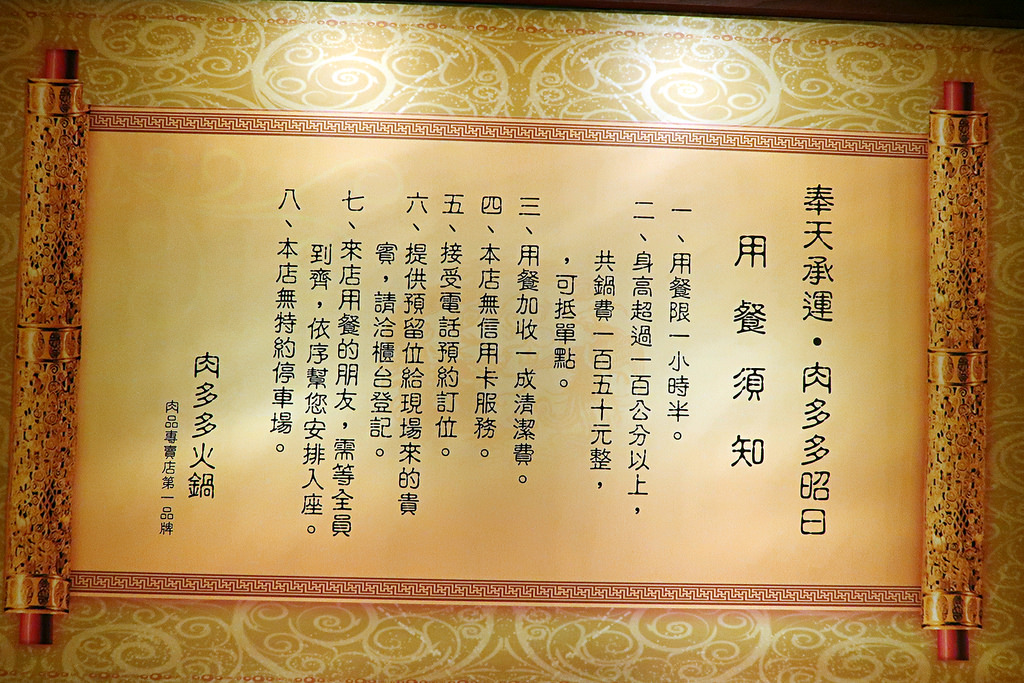 奉天承運•肉多多昭曰
用餐須知
一、用餐限一小時半。
二、身高超過一百公分以上，
共鍋費一百五十元整，
，可抵單點。
三、用餐加收一成清潔費。
四、本店無信用卡服務。
五、接受電話預約訂位。
六、提供預留位給現場來的貴
賓，請洽櫃台登記。
七、來店用餐的朋友，需等全員
到齊，依序幫您安排入座。
八、本店無特約停車場。
肉多多火鍋
肉品專賣店第一品牌